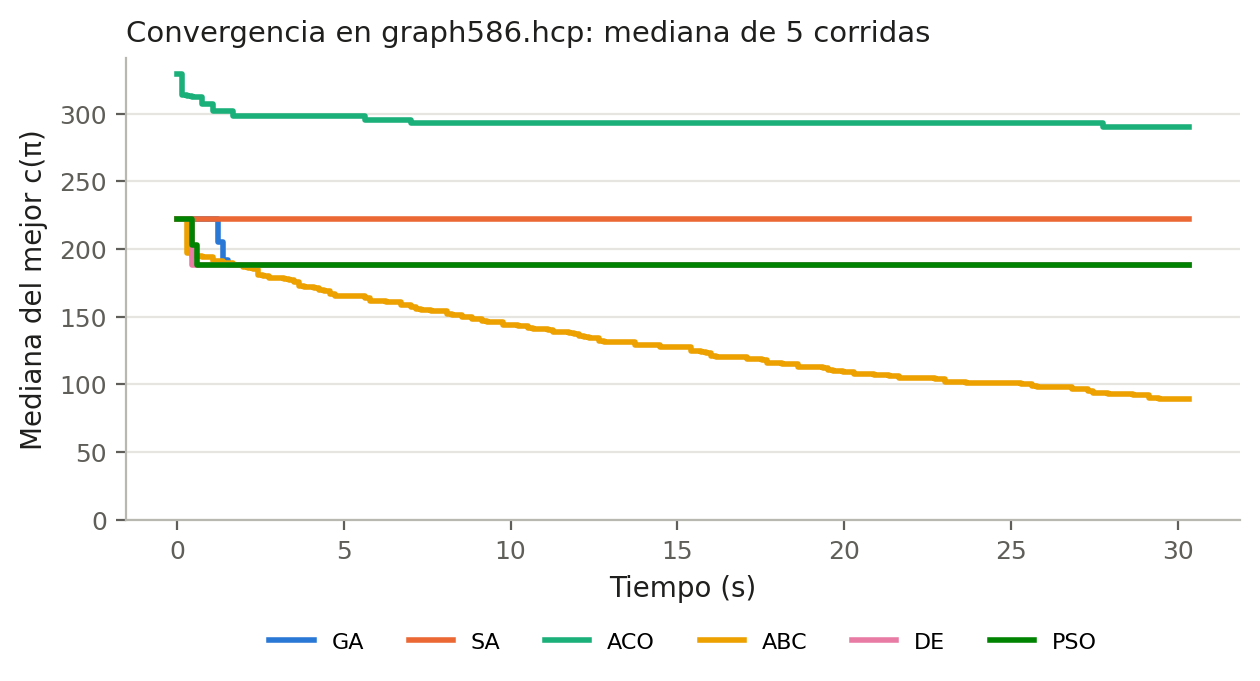 Convergencia en graph586.hcp: mediana de 5 corridas
Mediana del mejor c(π)
300
250
200
150
100
50
0
0 5 10 15 20 25 30
Tiempo (s)
GA SA ACO ABC DE PSO